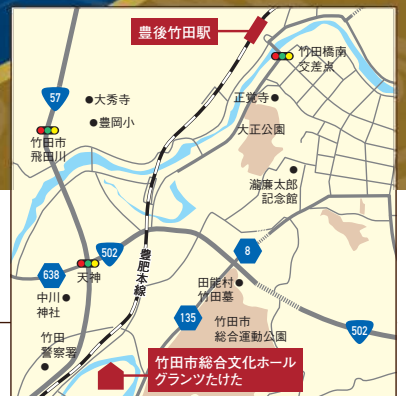 豊後竹田駅
竹田橋南
交差点
57
大秀寺
豊岡小
正覚寺
竹田市
飛田川
大正公園
瀧廉太郎
記念館
502
8
638
天神
豊肥本線
中川
神社
田能村
竹田墓
135
竹田市
総合運動公園
502
竹田
警察署
竹田市総合文化ホール
グランツたけた